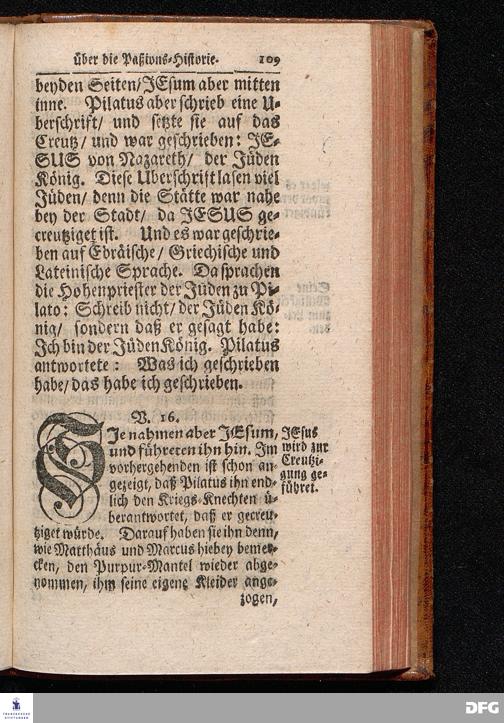 über die Paßions-Historie. 109
beyden Seiten/JEsum aber mitten
inne. Pilatus aber schrieb eine U-
berschrift/ und setzte sie auf das
Creutz/ und war geschrieben: JE-
SUS von Nazareth/ der Jüden
König. Diese Uberschrift lasen viel
Jüden/ denn die Stätte war nahe
bey der Stadt/ da JESUS ge-
creutziget ist. Und es war geschrie-
ben auf Ebräische/ Griechische und
Lateinische Sprache. Da sprachen
die Hohenpriester der Jüden zu Pi-
lato: Schreib nicht/ der Jüden Kö-
nig/ sondern daß er gesagt habe:
Ich bin der Jüden König. Pilatus
antwortete: Was ich geschrieben
habe/ das habe ich geschrieben.
V. 16.
SIe nahmen aber JEsum,
und führeten ihn hin. Im
vorhergehenden ist schon an-
gezeigt, daß Pilatus ihn end-
lich den Kriegs-Knechten ü-
berantwortet, daß er gecreu-
tziget würde. Darauf haben sie ihn denn,
wie Matthäus und Marcus hiebey bemer-
cken, den Purpur-Mantel wieder abge-
nommen, ihm seine eigene Kleider ange-
zogen,
JEsus
wird zur
Creutzi-
gung ge-
führet.
FRANCKESCHE
STIFTUNGEN
DFG